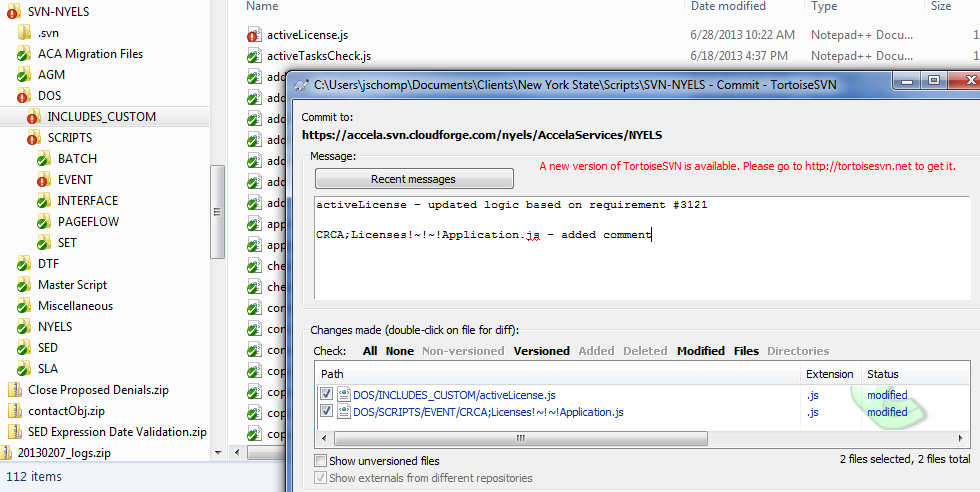 SVN-NYELS
.svn
ACA Migration Files
AGM
DOS
INCLUDES_CUSTOM
SCRIPTS
BATCH
EVENT
INTERFACE
PAGEFLOW
SET
DTF
Master Script
Miscellaneous
NYELS
SED
SLA
Close Proposed Denials.zip
contactObj.zip
SED Expression Date Validation.zip
20130207_logs.zip
112 items
Name Date modified Type Size
activeLicense.js 6/28/2013 10:22 AM Notepad++ Docu... 1
activeTasksCheck.js 6/18/2013 4:37 PM Notepad++ Docu... 1
add
add
add
add
add
add
add
app
app
che
che
con
con
con
cop
cop
cop
cop
C:\Users\jschomp\Documents\Clients\New York State\Scripts\SVN-NYELS - Commit - TortoiseSVN
Commit to:
https://accela.svn.cloudforge.com/nyels/AccelaServices/NYELS
Message:
A new version of TortoiseSVN is available. Please go to http://tortoisesvn.net to get it.
Recent messages
activeLicense - updated logic based on requirement #3121
CRCA;Licenses!~!~!Application.js - added comment
Changes made (double-click on file for diff):
Check: All None Non-versioned Versioned Added Deleted Modified Files Directories
Path Extension Status
DOS/INCLUDES_CUSTOM/activeLicense.js .js modified
DOS/SCRIPTS/EVENT/CRCA;Licenses!~!~!Application.js .js modified
Show unversioned files
2 files selected, 2 files total
Show externals from different repositories